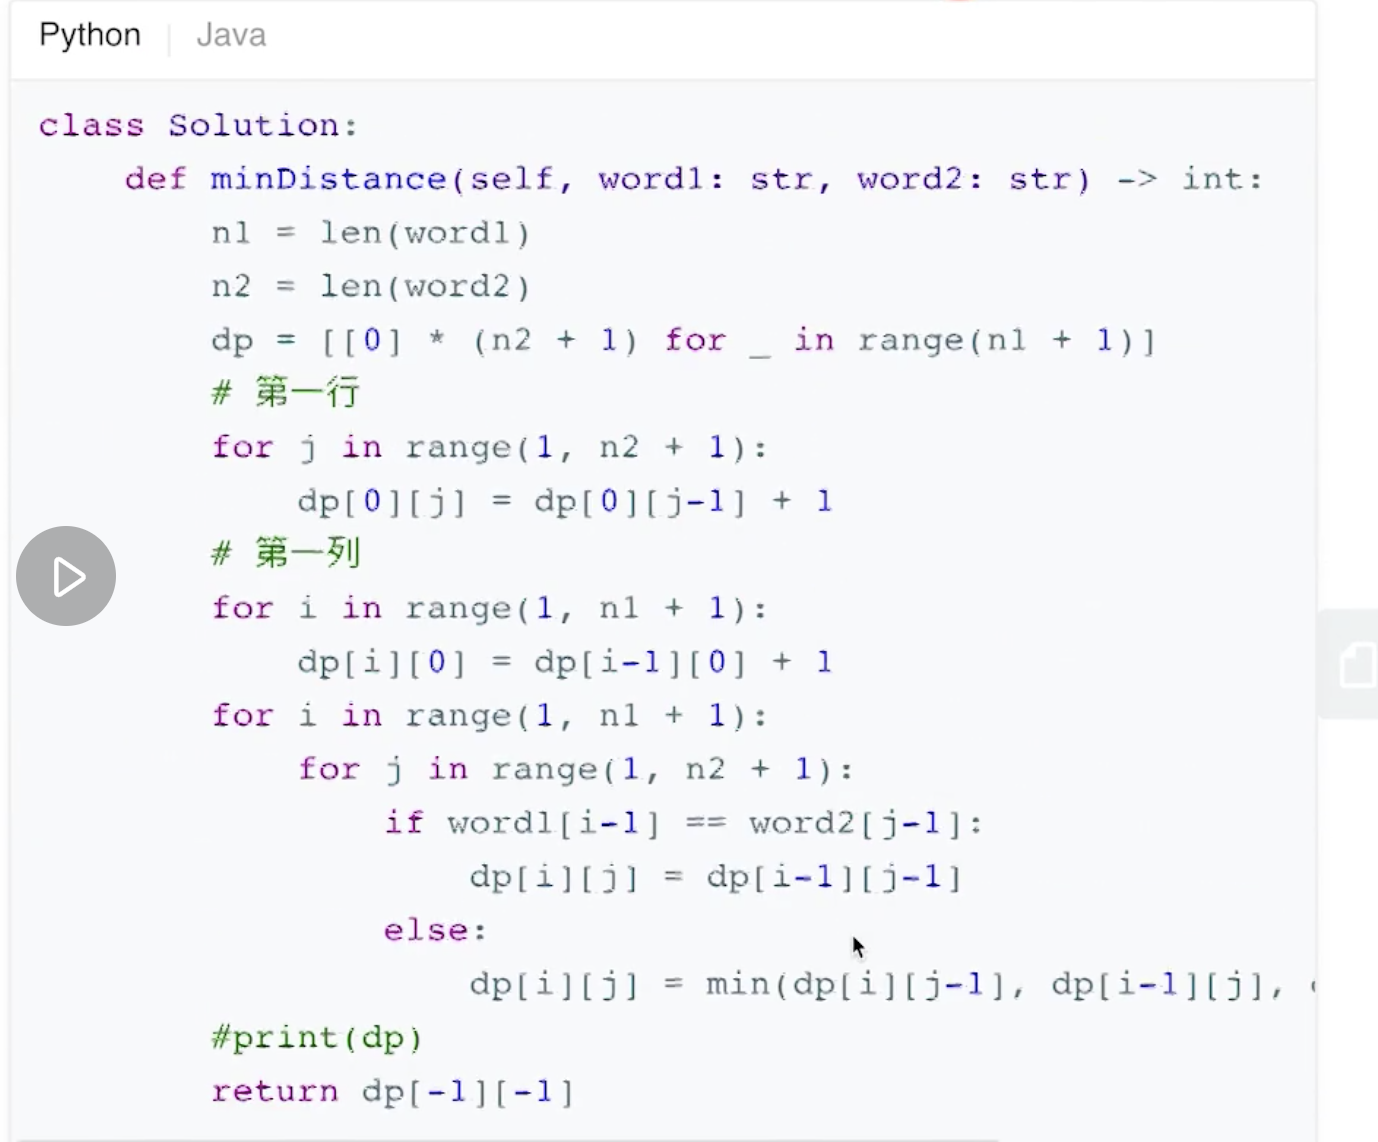 Python | Java
class Solution:
    def minDistance(self, word1: str, word2: str) -> int:
        n1 = len(word1)
        n2 = len(word2)
        dp = [[0] * (n2 + 1) for _ in range(n1 + 1)]
        # 第一行
        for j in range(1, n2 + 1):
            dp[0][j] = dp[0][j-1] + 1
        # 第一列
        for i in range(1, n1 + 1):
            dp[i][0] = dp[i-1][0] + 1
        for i in range(1, n1 + 1):
            for j in range(1, n2 + 1):
                if word1[i-1] == word2[j-1]:
                    dp[i][j] = dp[i-1][j-1]
                else:
                    dp[i][j] = min(dp[i][j-1], dp[i-1][j],
        #print(dp)
        return dp[-1][-1]